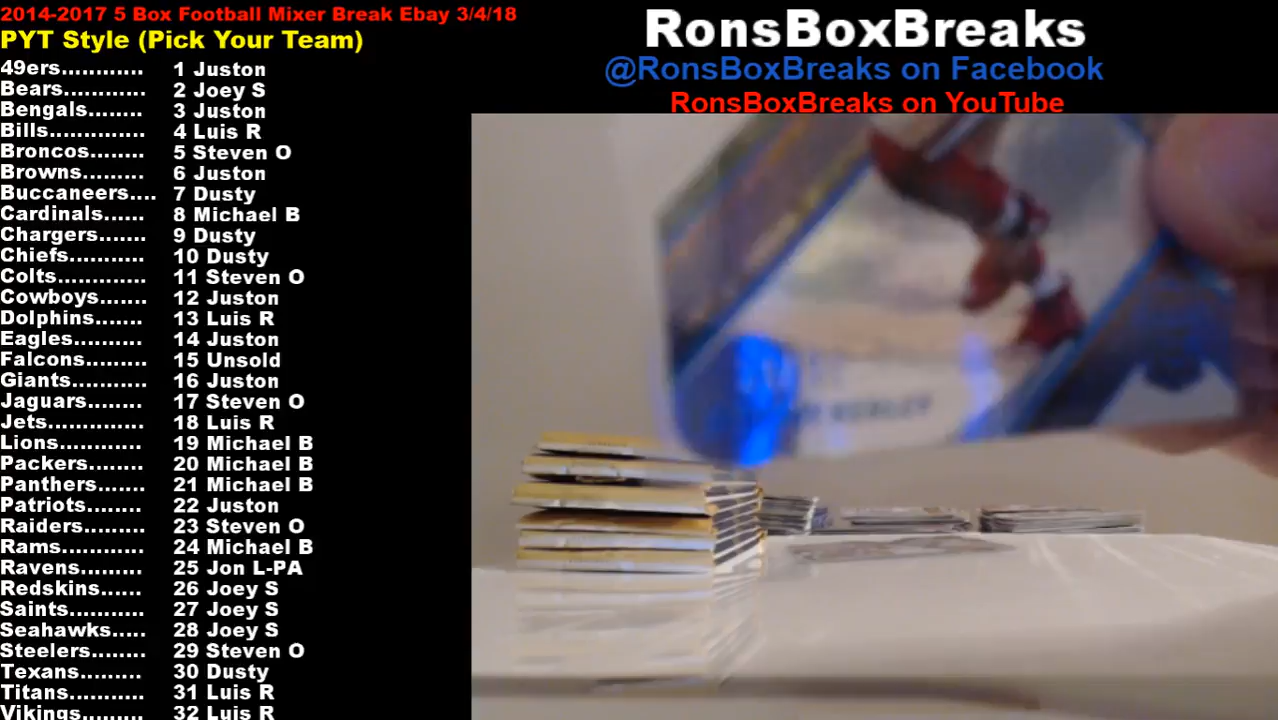 2014-2017 5 Box Football Mixer Break Ebay 3/4/18
PYT Style (Pick Your Team)
49ers............ 1 Juston
Bears............ 2 Joey S
Bengals........ 3 Juston
Bills.............. 4 Luis R
Broncos........ 5 Steven O
Browns......... 6 Juston
Buccaneers.... 7 Dusty
Cardinals...... 8 Michael B
Chargers....... 9 Dusty
Chiefs........... 10 Dusty
Colts............. 11 Steven O
Cowboys....... 12 Juston
Dolphins....... 13 Luis R
Eagles.......... 14 Juston
Falcons......... 15 Unsold
Giants........... 16 Juston
Jaguars........ 17 Steven O
Jets.............. 18 Luis R
Lions............ 19 Michael B
Packers........ 20 Michael B
Panthers....... 21 Michael B
Patriots........ 22 Juston
Raiders......... 23 Steven O
Rams............ 24 Michael B
Ravens......... 25 Jon L-PA
Redskins...... 26 Joey S
Saints........... 27 Joey S
Seahawks..... 28 Joey S
Steelers........ 29 Steven O
Texans......... 30 Dusty
Titans........... 31 Luis R
Vikings......... 32 Luis R
RonsBoxBreaks
@RonsBoxBreaks on Facebook
RonsBoxBreaks on YouTube